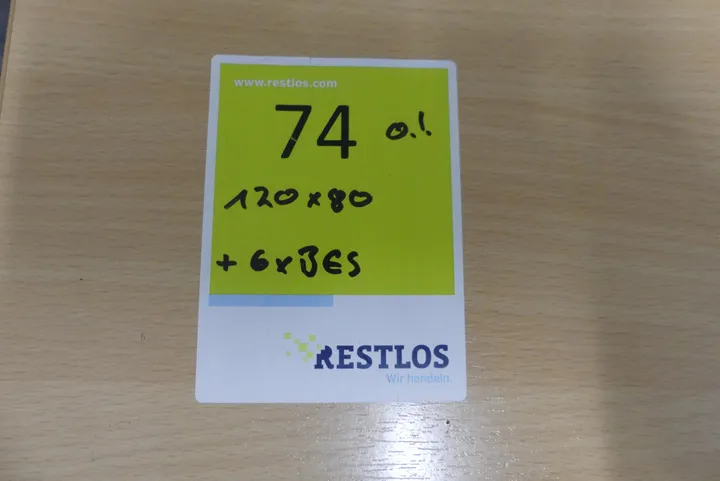 www.restlos.com
74 o.!
120x80
+ 6xBES
RESTLOS
Wir handeln.